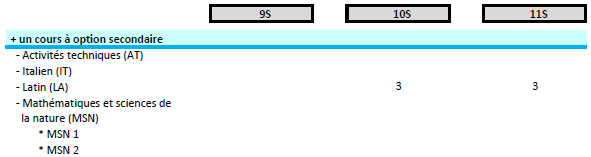 9S 10S 11S
+ un cours à option secondaire
- Activités techniques (AT)
- Italien (IT)
- Latin (LA) 3 3
- Mathématiques et sciences de
la nature (MSN)
* MSN 1
* MSN 2